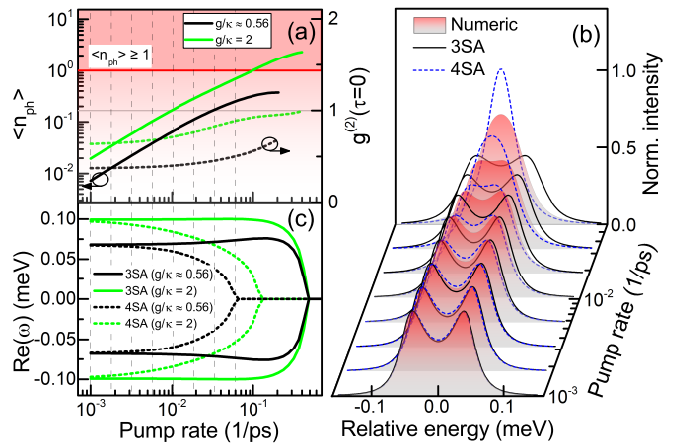 g/κ ≈ 0.56
g/κ = 2
(a)
<n_ph> ≥ 1
10^1
10^0
10^-1
10^-2
<n_ph>
2
1
0
g^(2)(τ=0)
(c)
0.10
0.05
0.00
-0.05
-0.10
Re(ω) (meV)
3SA (g/κ ≈ 0.56)
3SA (g/κ = 2)
4SA (g/κ ≈ 0.56)
4SA (g/κ = 2)
10^-3
10^-2
10^-1
Pump rate (1/ps)
Numeric
3SA
4SA
(b)
1.0
0.5
0.0
Norm. intensity
10^-2
10^-3
Pump rate (1/ps)
-0.1
0.0
0.1
Relative energy (meV)